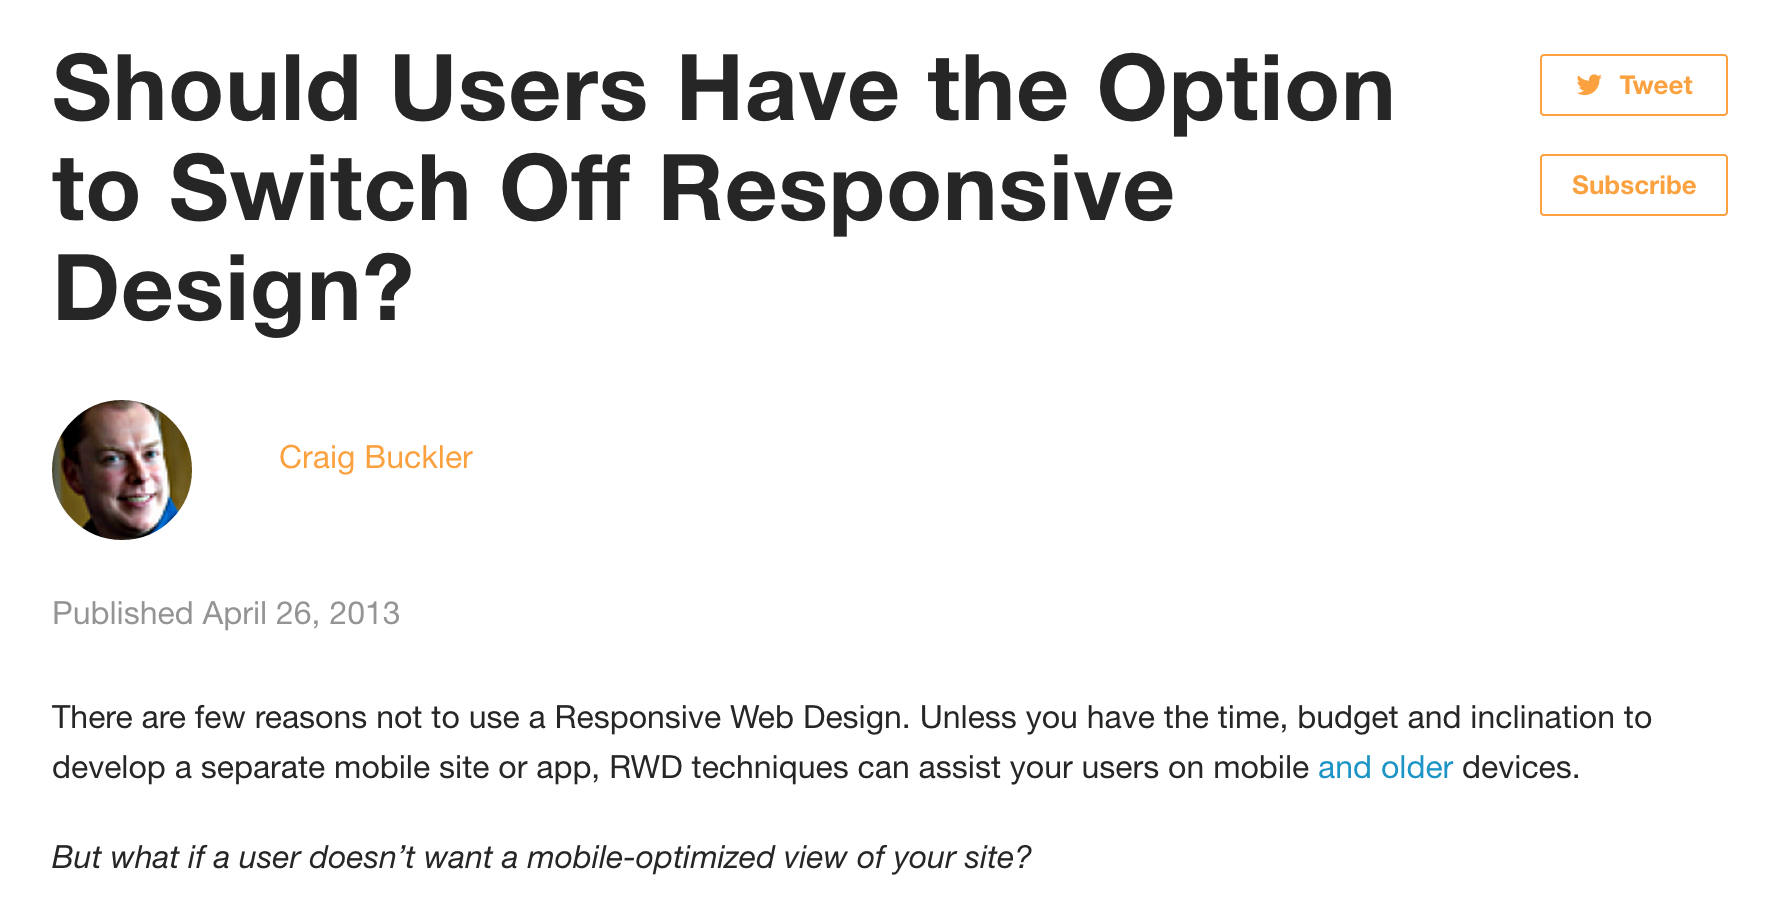 Should Users Have the Option
to Switch Off Responsive
Design?
Tweet
Subscribe
Craig Buckler
Published April 26, 2013
There are few reasons not to use a Responsive Web Design. Unless you have the time, budget and inclination to
develop a separate mobile site or app, RWD techniques can assist your users on mobile and older devices.
But what if a user doesn’t want a mobile-optimized view of your site?